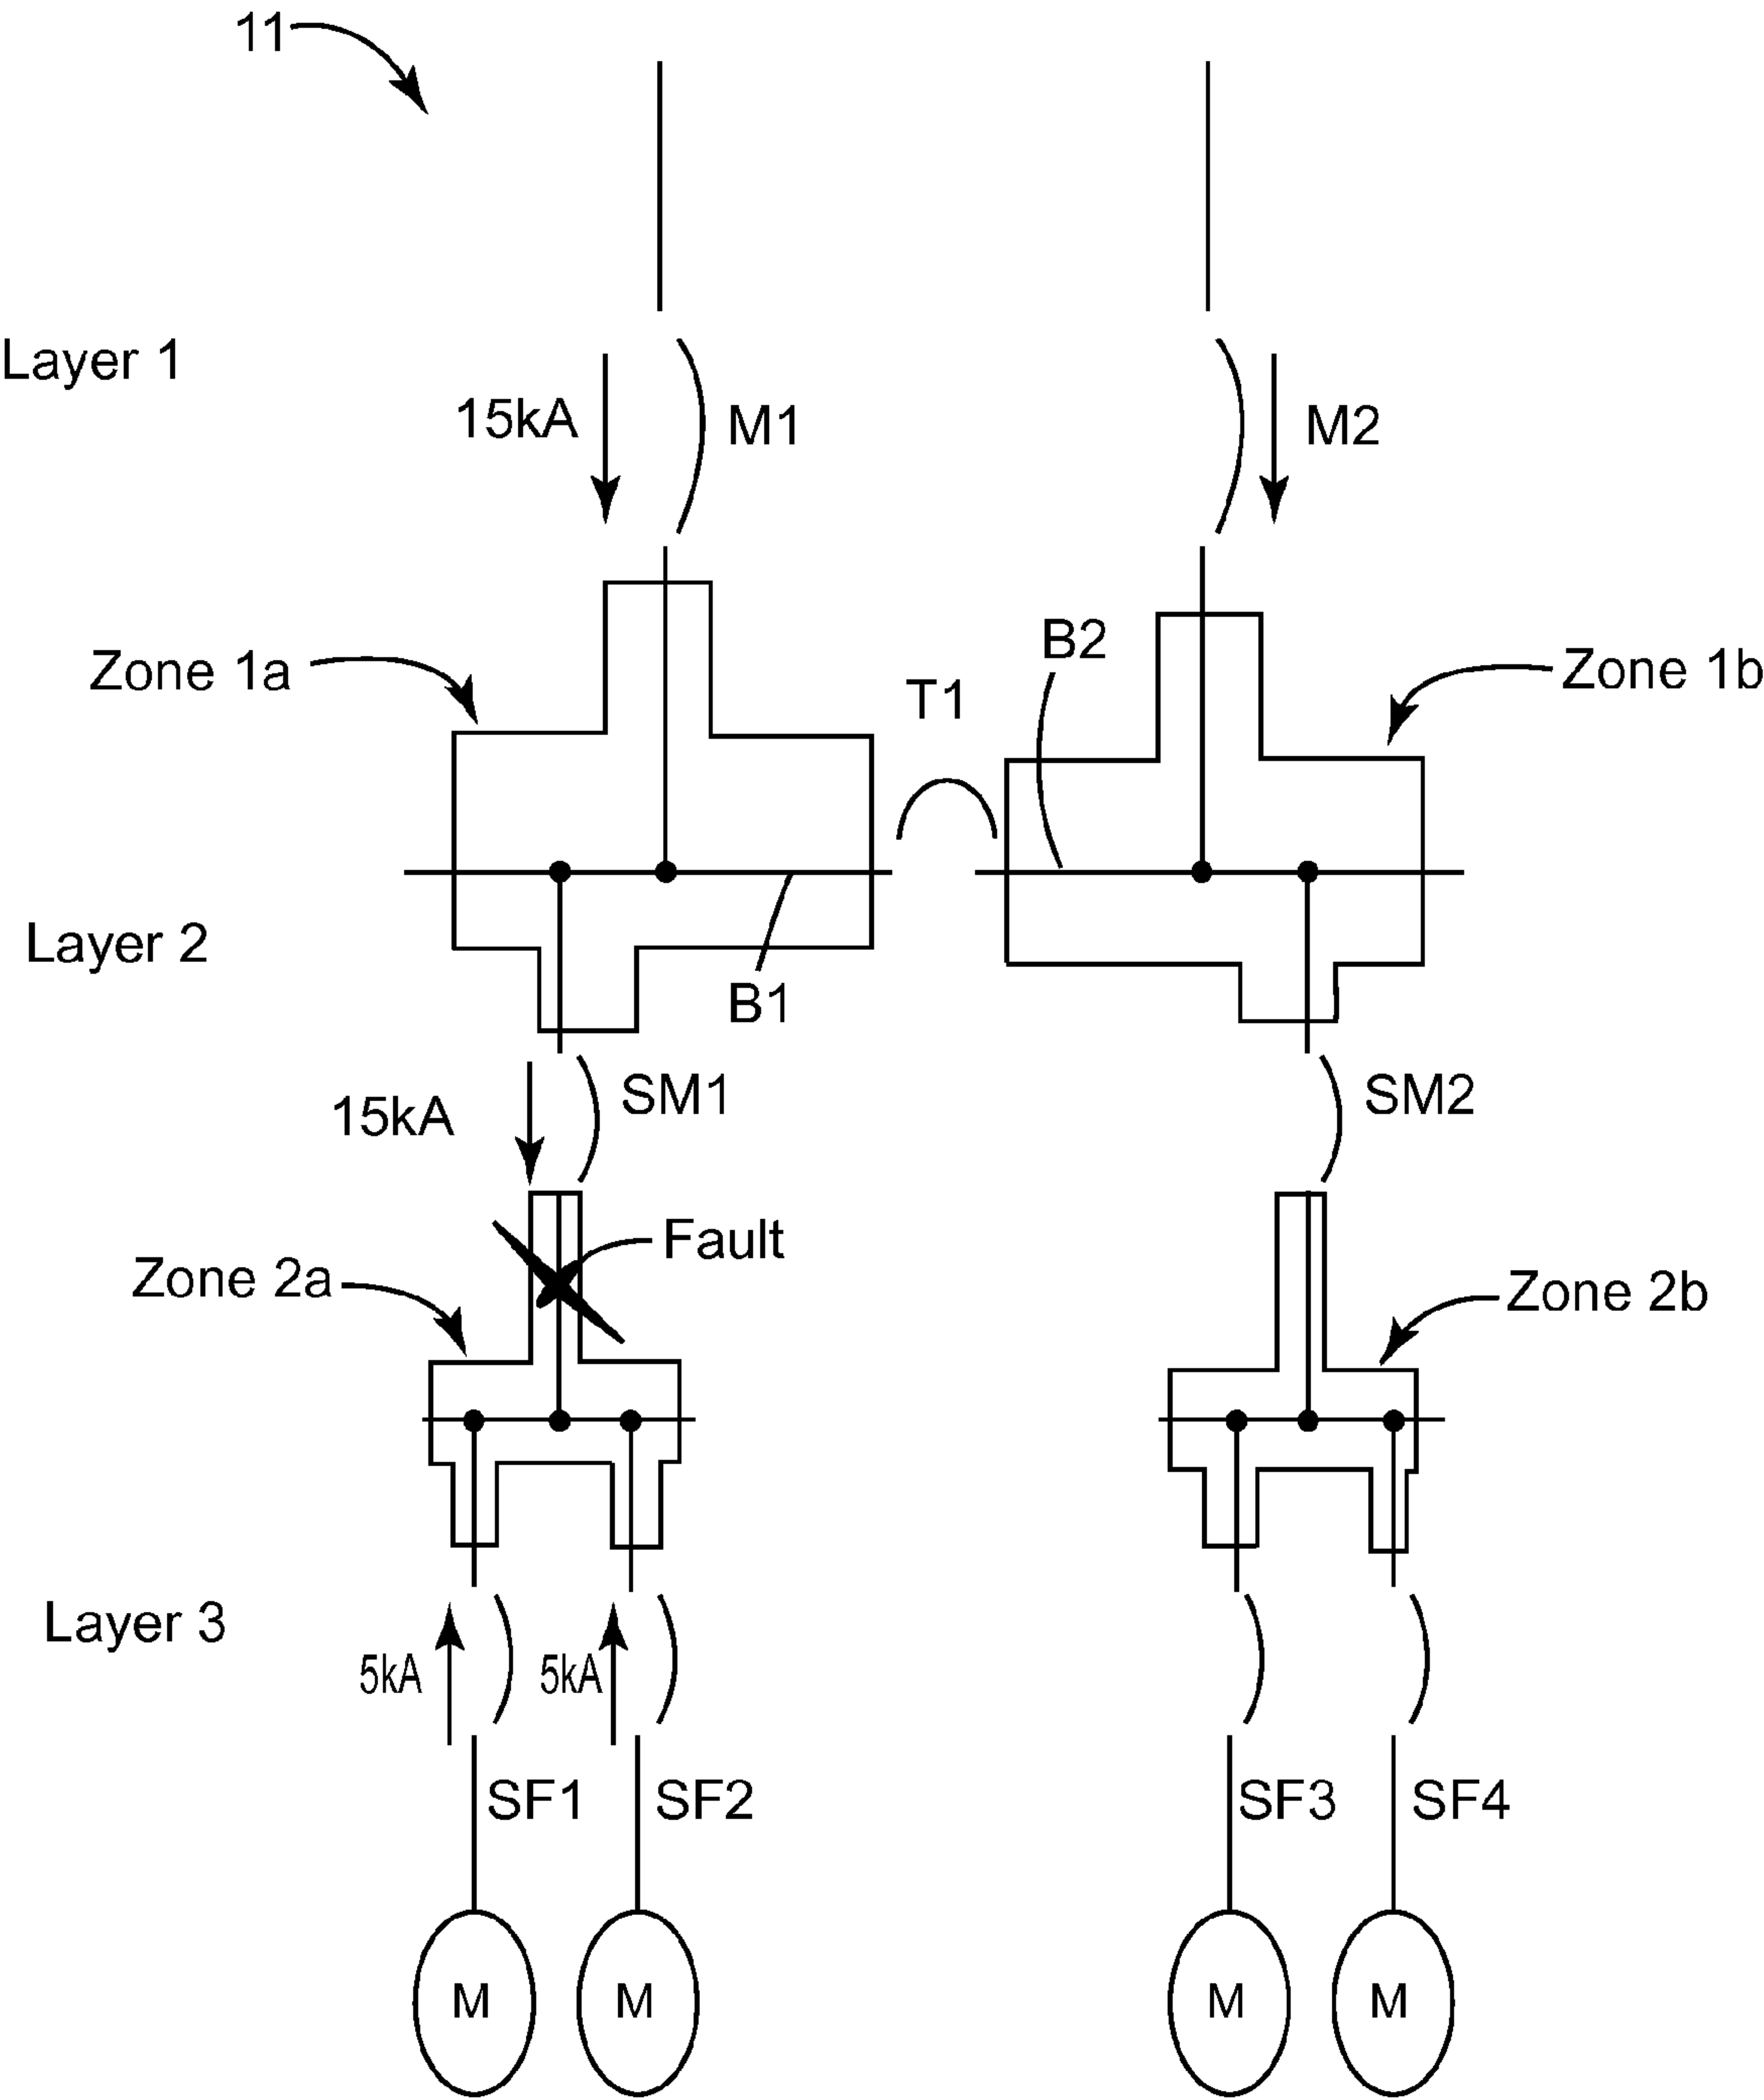 11
Layer 1
15kA
M1
M2
Zone 1a
B2
T1
Zone 1b
Layer 2
B1
15kA
SM1
SM2
Fault
Zone 2a
Zone 2b
Layer 3
5kA
5kA
SF1
SF2
SF3
SF4
M
M
M
M